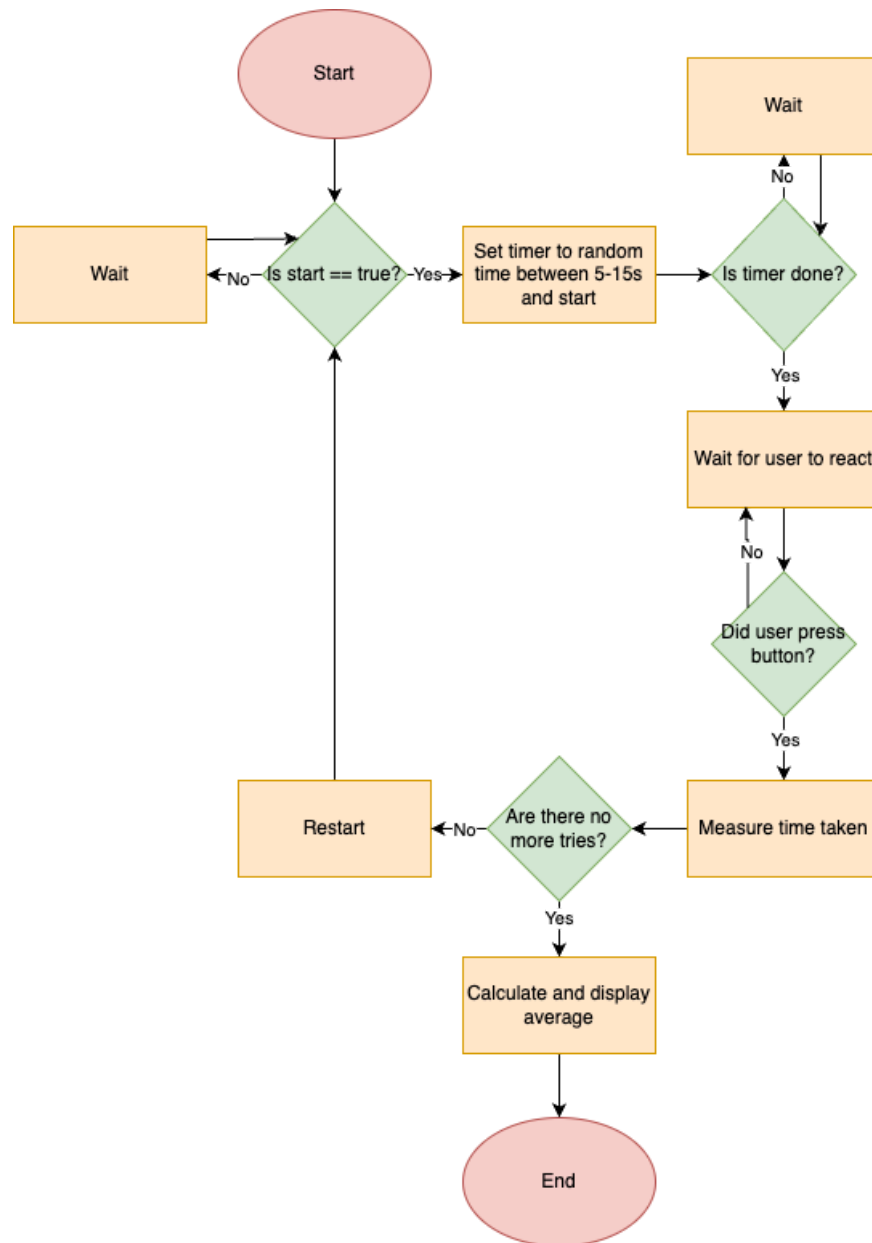 Start
Wait
No
Wait
No
Is start == true?
Yes
Set timer to random
time between 5-15s
and start
Is timer done?
Yes
Wait for user to react
No
Did user press
button?
Yes
Restart
No
Are there no
more tries?
Measure time taken
Yes
Calculate and display
average
End